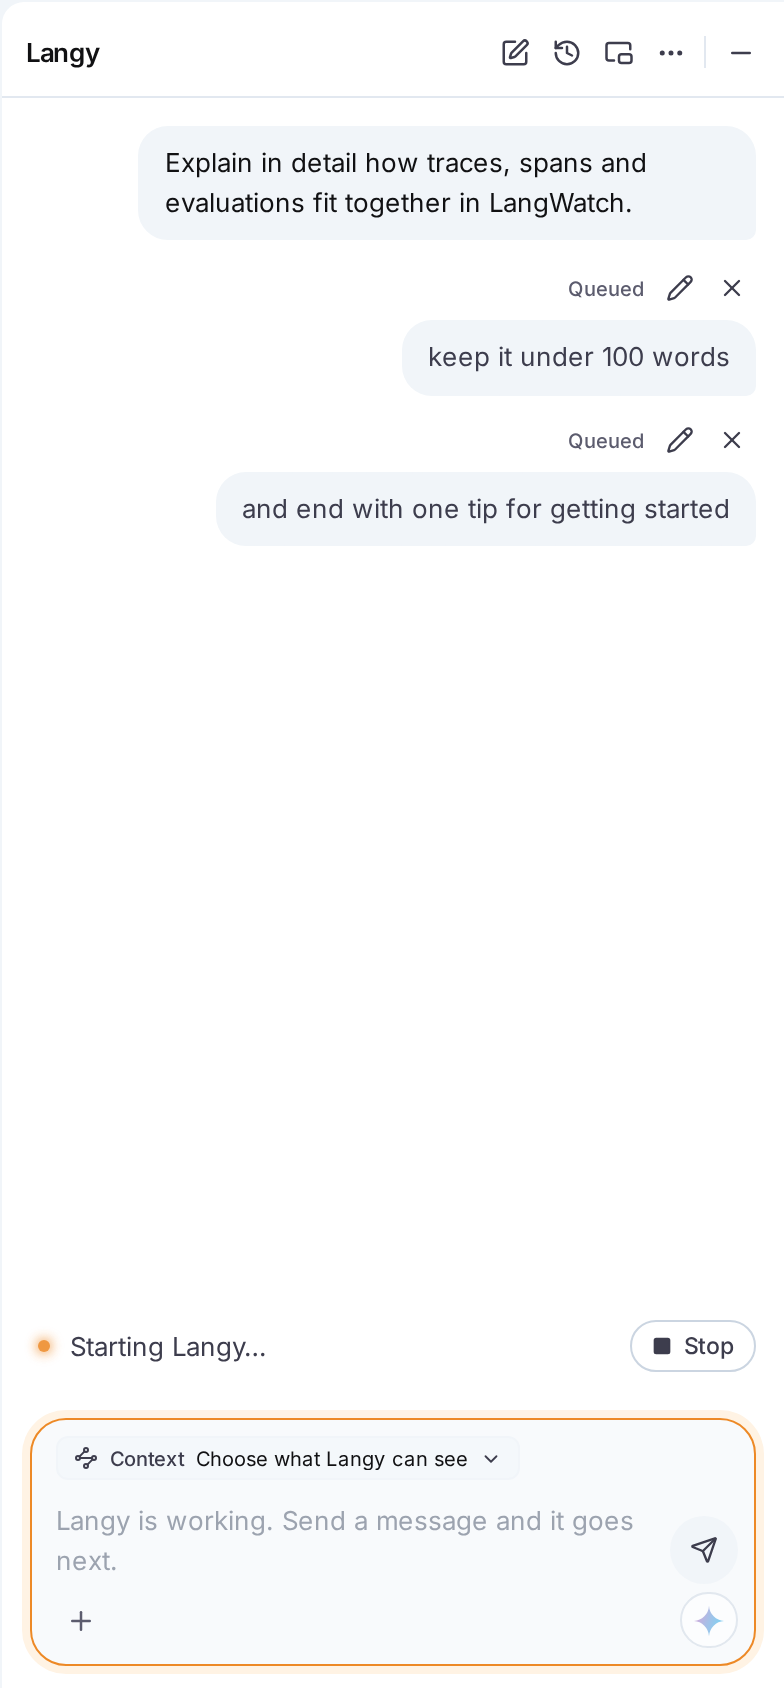 Langy
Explain in detail how traces, spans and
evaluations fit together in LangWatch.
Queued
keep it under 100 words
Queued
and end with one tip for getting started
Starting Langy...
Stop
Context Choose what Langy can see
Langy is working. Send a message and it goes
next.